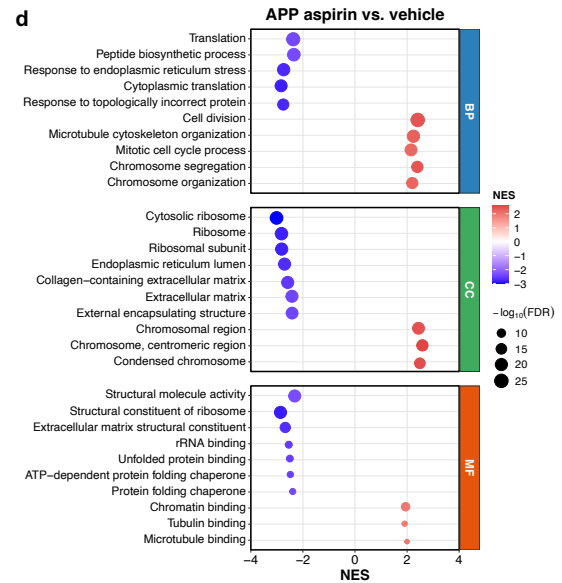 d
APP aspirin vs. vehicle
Translation
Peptide biosynthetic process
Response to endoplasmic reticulum stress
Cytoplasmic translation
Response to topologically incorrect protein
Cell division
Microtubule cytoskeleton organization
Mitotic cell cycle process
Chromosome segregation
Chromosome organization
BP
Cytosolic ribosome
Ribosome
Ribosomal subunit
Endoplasmic reticulum lumen
Collagen−containing extracellular matrix
Extracellular matrix
External encapsulating structure
Chromosomal region
Chromosome, centromeric region
Condensed chromosome
CC
Structural molecule activity
Structural constituent of ribosome
Extracellular matrix structural constituent
rRNA binding
Unfolded protein binding
ATP−dependent protein folding chaperone
Protein folding chaperone
Chromatin binding
Tubulin binding
Microtubule binding
MF
−4 −2 0 2 4
NES
NES
2
1
0
−1
−2
−3
−log10(FDR)
10
15
20
25